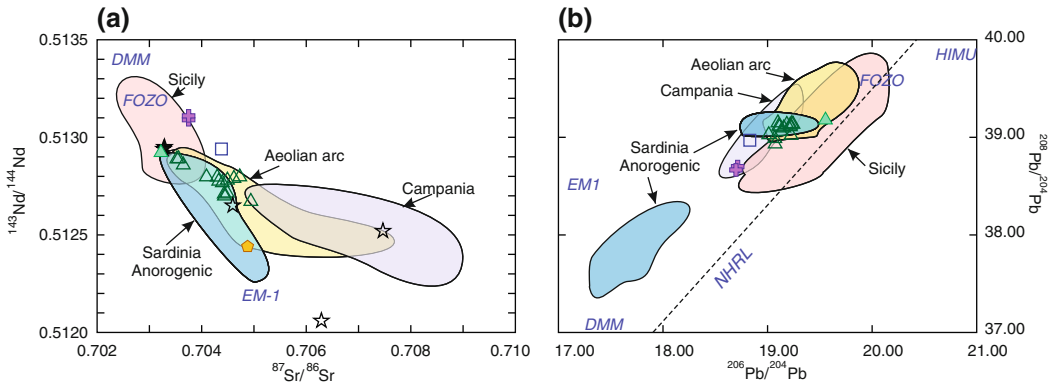 (a)
0.5135
DMM
Sicily
FOZO
0.5130
Aeolian arc
Campania
0.5125
Sardinia
Anorogenic
EM-1
0.5120
0.702
0.704
0.706
0.708
0.710
143Nd/144Nd
87Sr/86Sr
(b)
40.00
HIMU
Aeolian arc
FOZO
Campania
39.00
Sardinia
Anorogenic
Sicily
EM1
38.00
NHRL
DMM
37.00
17.00
18.00
19.00
20.00
21.00
208Pb/204Pb
206Pb/204Pb